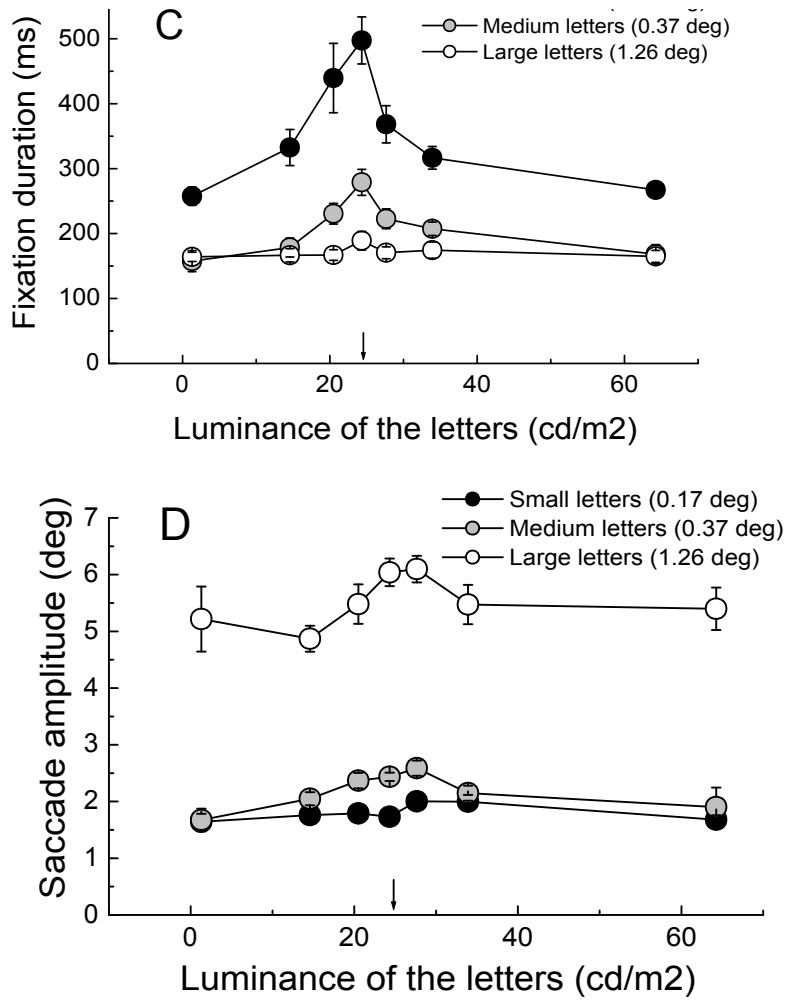 C
Medium letters (0.37 deg)
Large letters (1.26 deg)
Fixation duration (ms)
500
400
300
200
100
0
0 20 40 60
Luminance of the letters (cd/m2)
D
Small letters (0.17 deg)
Medium letters (0.37 deg)
Large letters (1.26 deg)
Saccade amplitude (deg)
7
6
5
4
3
2
1
0
0 20 40 60
Luminance of the letters (cd/m2)